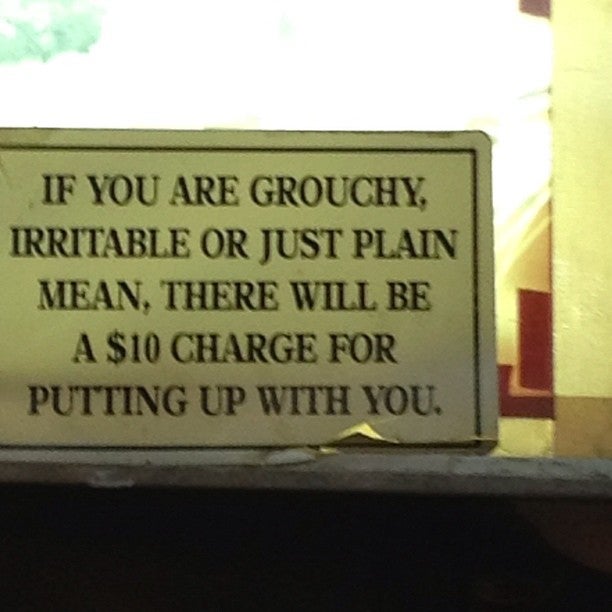 IF YOU ARE GROUCHY,
IRRITABLE OR JUST PLAIN
MEAN, THERE WILL BE
A $10 CHARGE FOR
PUTTING UP WITH YOU.